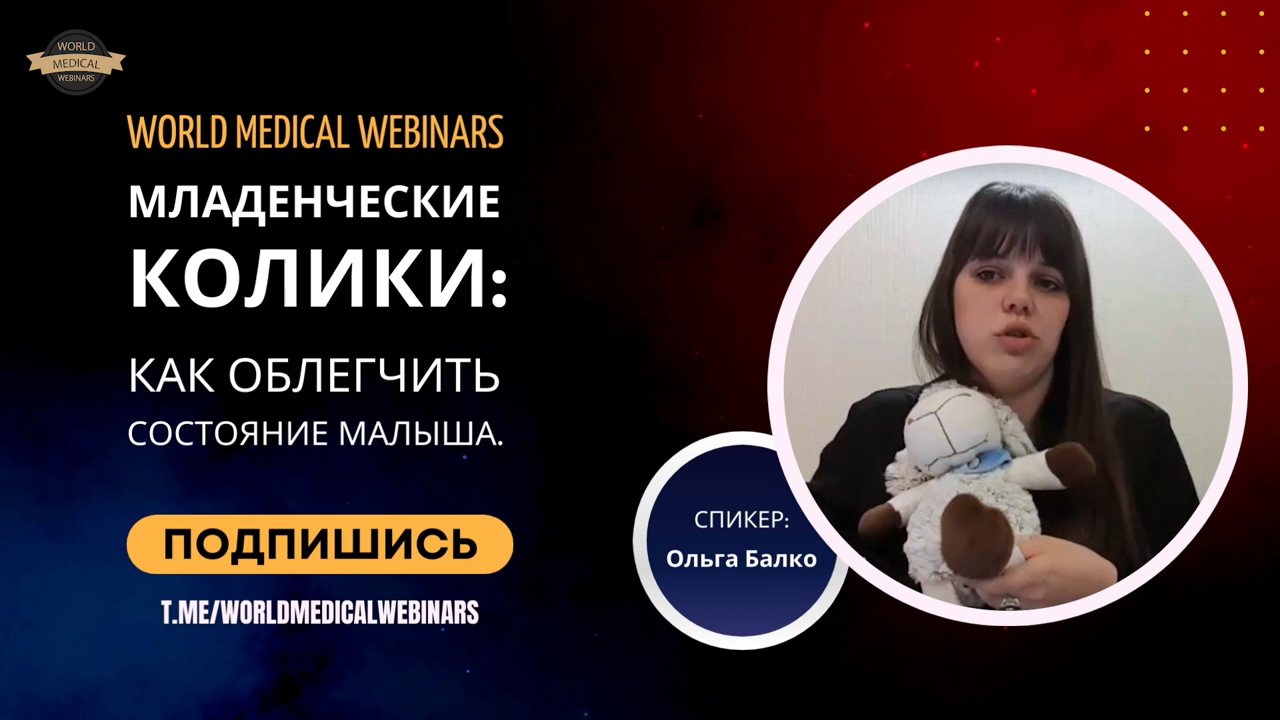 WORLD
MEDICAL
WEBINARS
WORLD MEDICAL WEBINARS
МЛАДЕНЧЕСКИЕ
КОЛИКИ:
КАК ОБЛЕГЧИТЬ
СОСТОЯНИЕ МАЛЫША.
ПОДПИШИСЬ
T.ME/WORLDMEDICALWEBINARS
СПИКЕР:
Ольга Балко